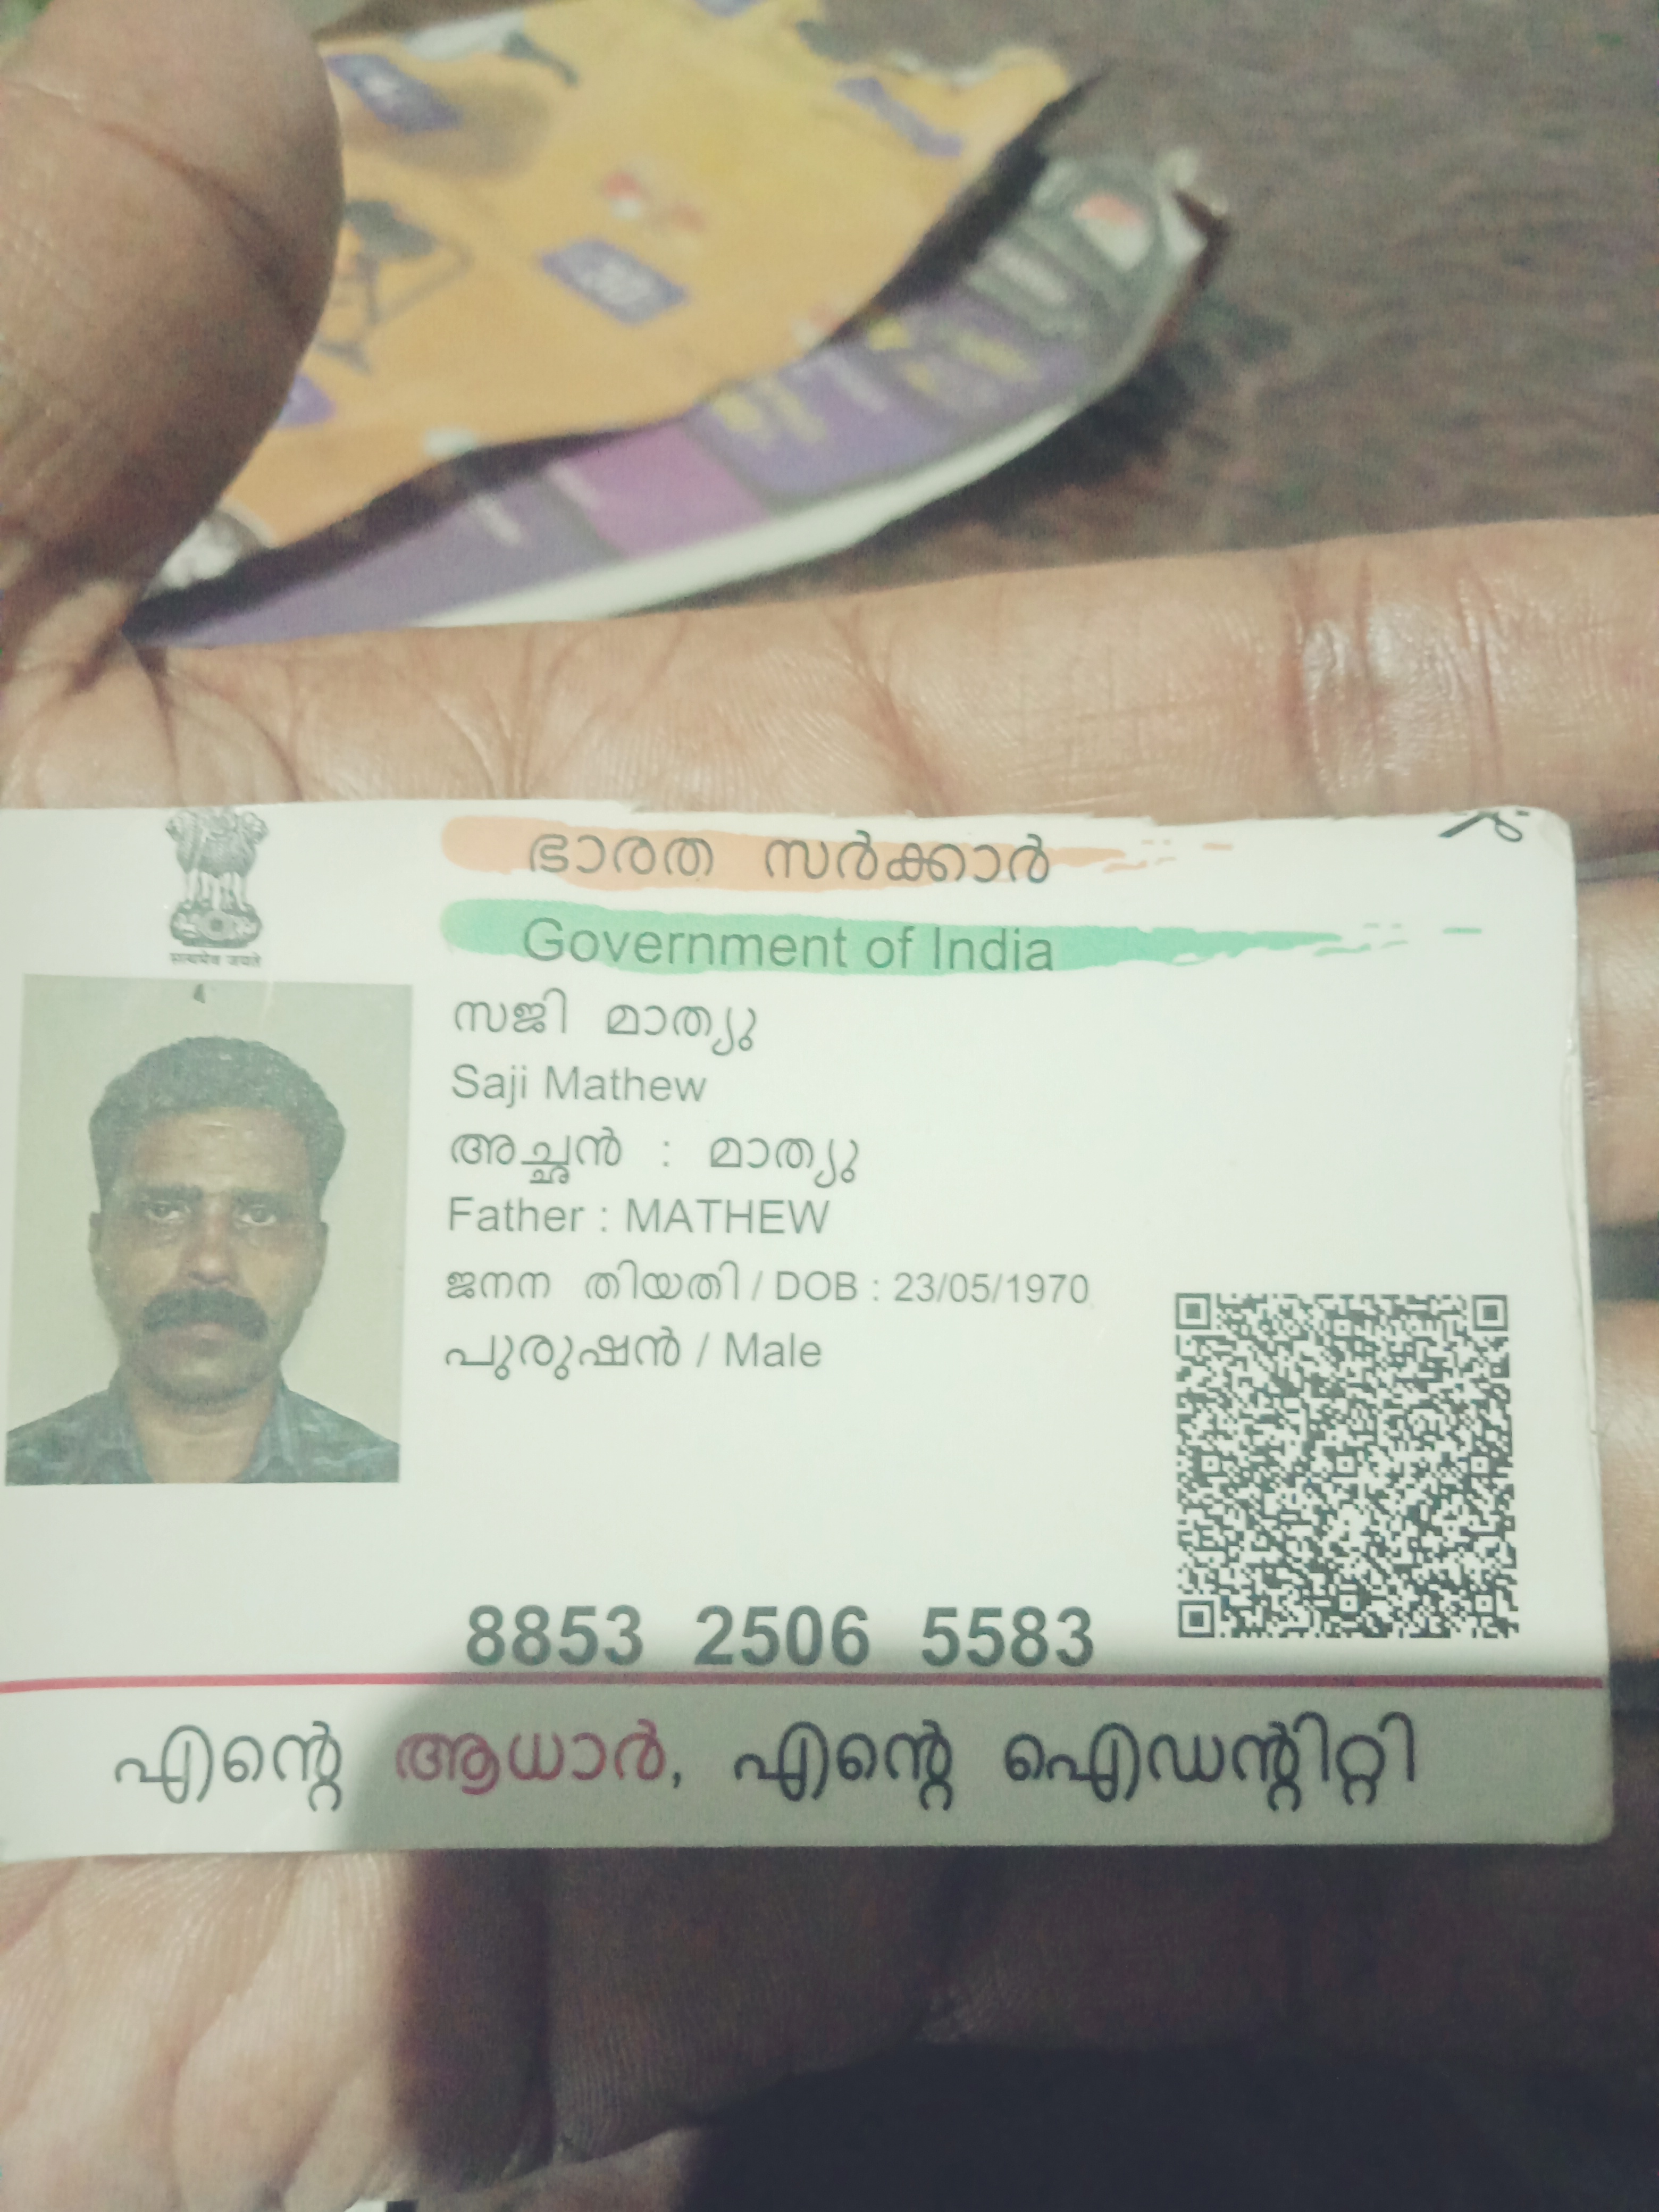 सत्यमेव जयते
ഭാരത സർക്കാർ
Government of India
സജി മാത്യു
Saji Mathew
അച്ഛൻ : മാത്യു
Father : MATHEW
ജനന തിയതി / DOB : 23/05/1970
പുരുഷൻ / Male
8853 2506 5583
എന്റെ ആധാർ, എന്റെ ഐഡന്റിറ്റി